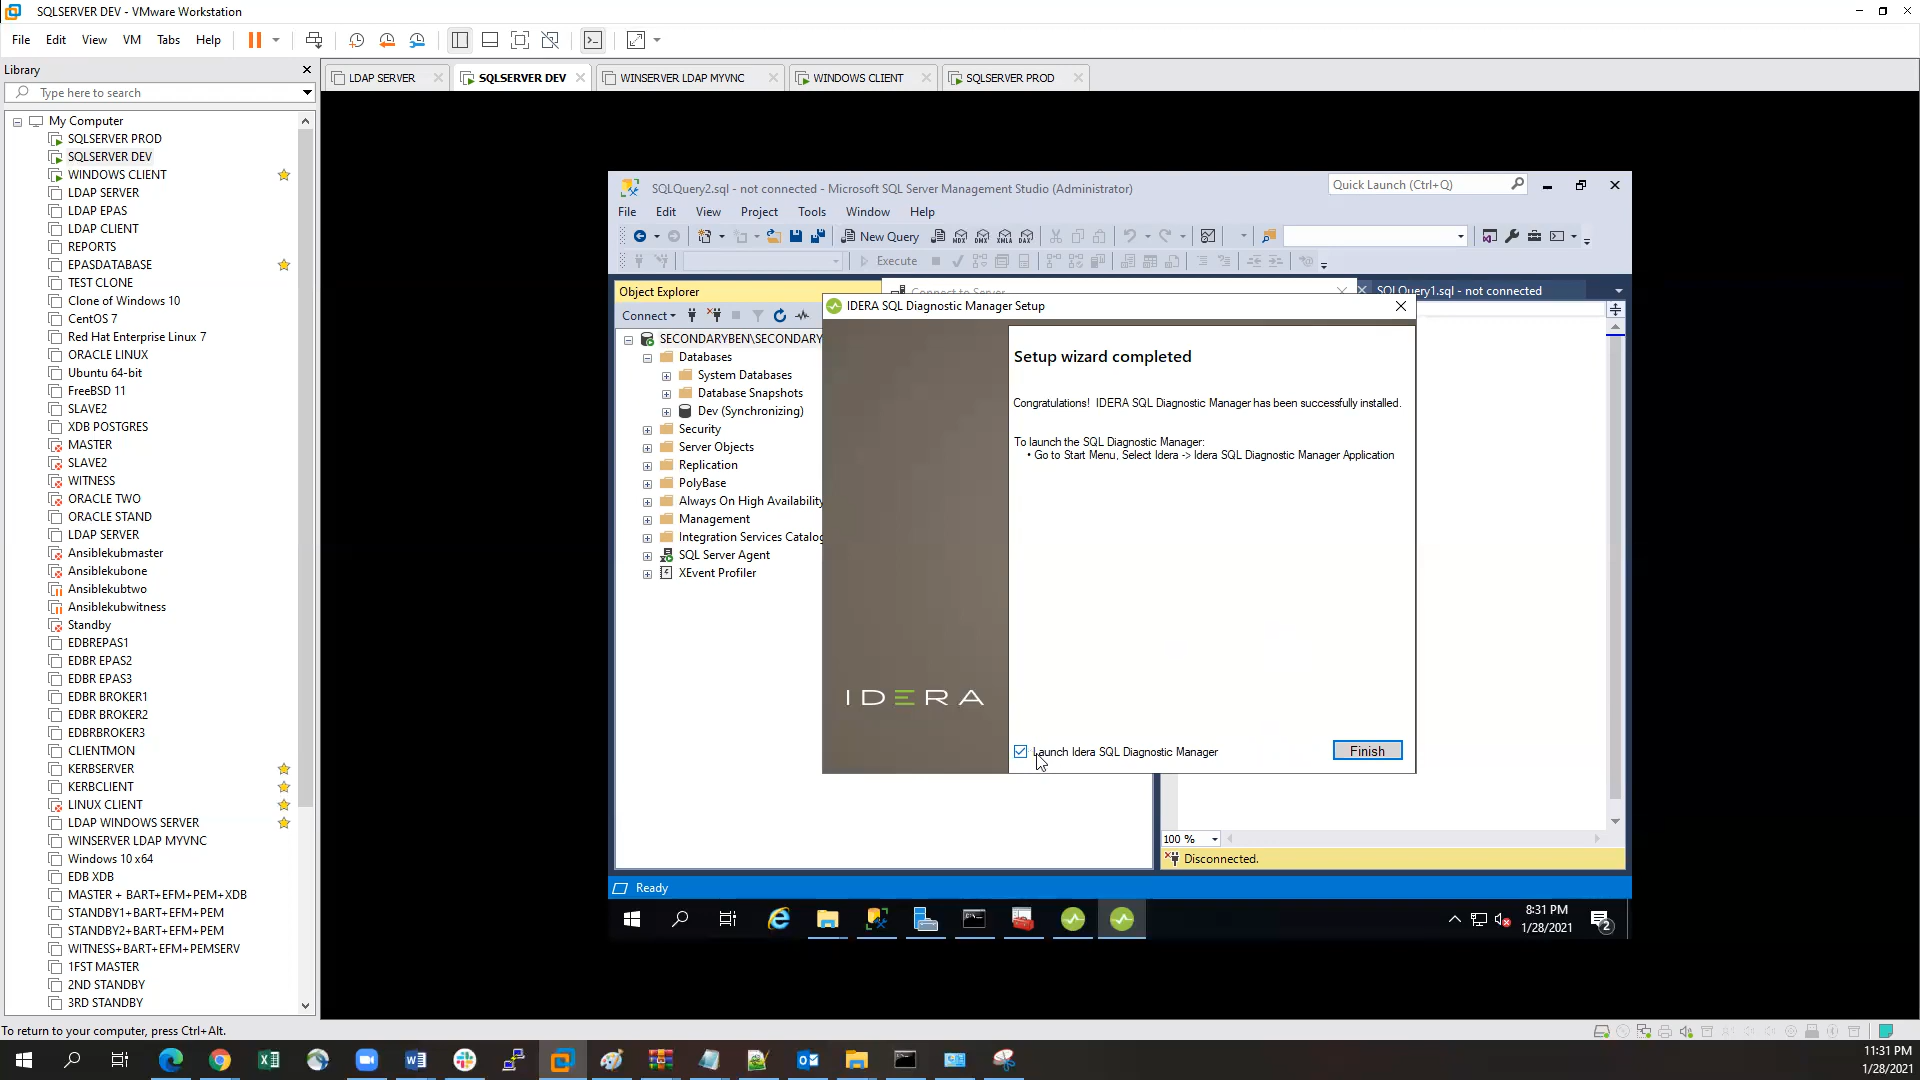 SQLSERVER DEV - VMware Workstation
File Edit View VM Tabs Help
Library
Type here to search
My Computer
SQLSERVER PROD
SQLSERVER DEV
WINDOWS CLIENT
LDAP SERVER
LDAP EPAS
LDAP CLIENT
REPORTS
EPASDATABASE
TEST CLONE
Clone of Windows 10
CentOS 7
Red Hat Enterprise Linux 7
ORACLE LINUX
Ubuntu 64-bit
FreeBSD 11
SLAVE2
XDB POSTGRES
MASTER
SLAVE2
WITNESS
ORACLE TWO
ORACLE STAND
LDAP SERVER
Ansiblekubmaster
Ansiblekubone
Ansiblekubtwo
Ansiblekubwitness
Standby
EDBREPAS1
EDBR EPAS2
EDBR EPAS3
EDBR BROKER1
EDBR BROKER2
EDBRBROKER3
CLIENTMON
KERBSERVER
KERBCLIENT
LINUX CLIENT
LDAP WINDOWS SERVER
WINSERVER LDAP MYVNC
Windows 10 x64
EDB XDB
MASTER + BART+EFM+PEM+XDB
STANDBY1+BART+EFM+PEM
STANDBY2+BART+EFM+PEM
WITNESS+BART+EFM+PEMSERV
1FST MASTER
2ND STANDBY
3RD STANDBY
LDAP SERVER SQLSERVER DEV WINSERVER LDAP MYVNC WINDOWS CLIENT SQLSERVER PROD
SQLQuery2.sql - not connected - Microsoft SQL Server Management Studio (Administrator)
Quick Launch (Ctrl+Q)
File Edit View Project Tools Window Help
New Query
MDX DMX XMLA DAX
Execute
Object Explorer
Connect to Server
SQLQuery1.sql - not connected
Connect
SECONDARYBEN\SECONDARY
Databases
System Databases
Database Snapshots
Dev (Synchronizing)
Security
Server Objects
Replication
PolyBase
Always On High Availability
Management
Integration Services Catalog
SQL Server Agent
XEvent Profiler
IDERA SQL Diagnostic Manager Setup
Setup wizard completed
Congratulations! IDERA SQL Diagnostic Manager has been successfully installed.
To launch the SQL Diagnostic Manager:
• Go to Start Menu, Select Idera -> Idera SQL Diagnostic Manager Application
IDERA
Launch Idera SQL Diagnostic Manager
Finish
100 %
Disconnected.
Ready
8:31 PM
1/28/2021
2
To return to your computer, press Ctrl+Alt.
11:31 PM
1/28/2021